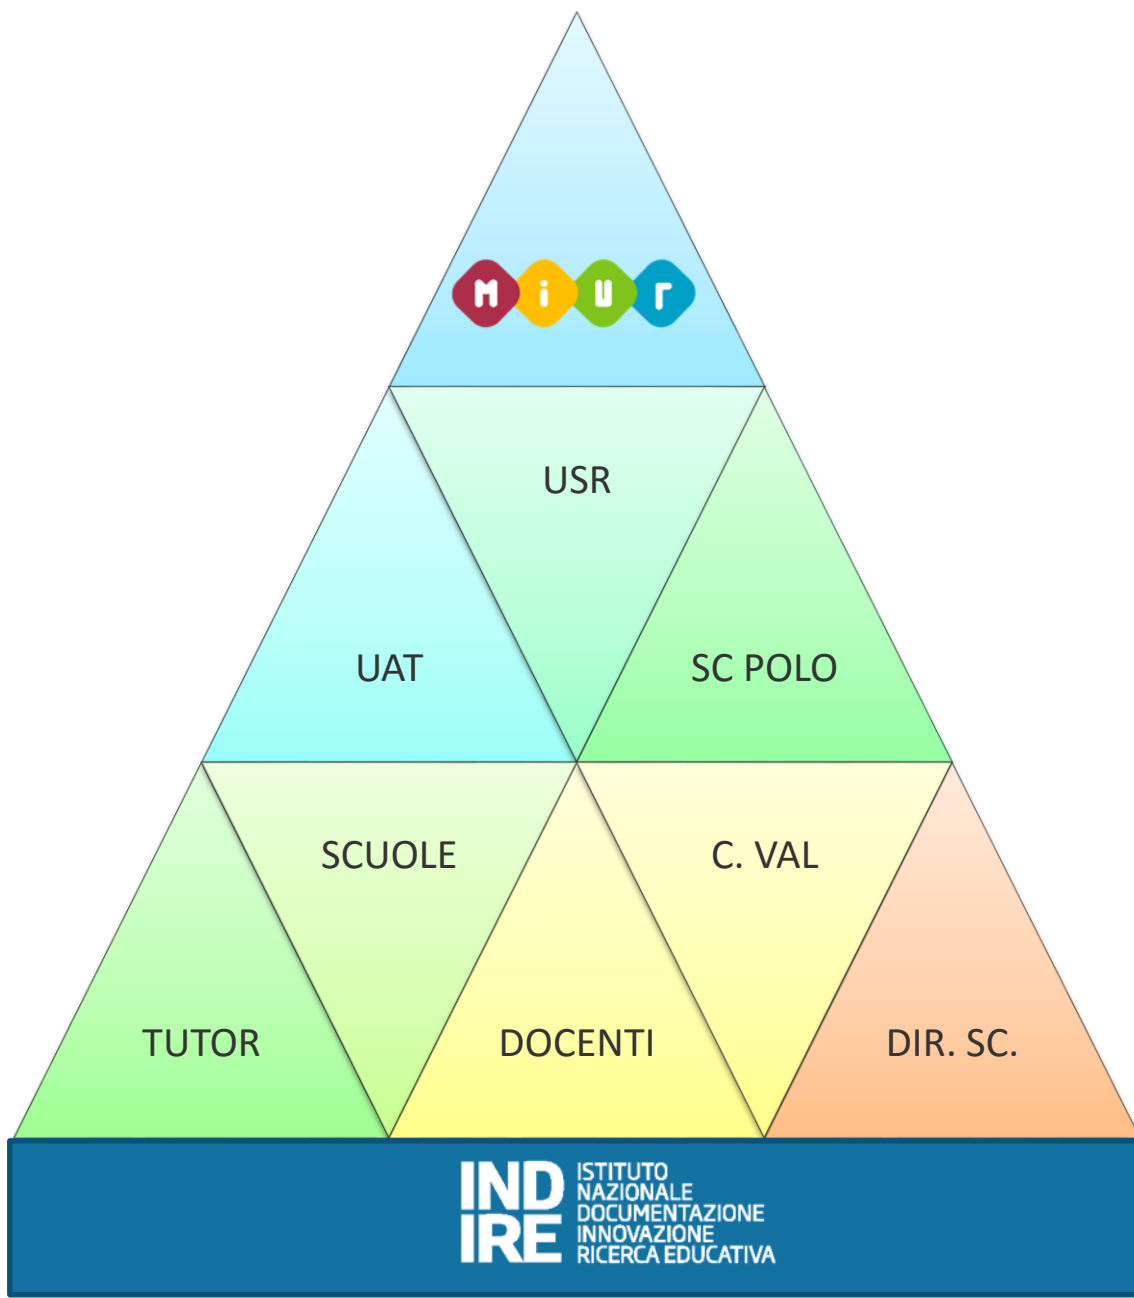 Miur
USR
UAT
SC POLO
SCUOLE
C. VAL
TUTOR
DOCENTI
DIR. SC.
IND
IRE
ISTITUTO
NAZIONALE
DOCUMENTAZIONE
INNOVAZIONE
RICERCA EDUCATIVA